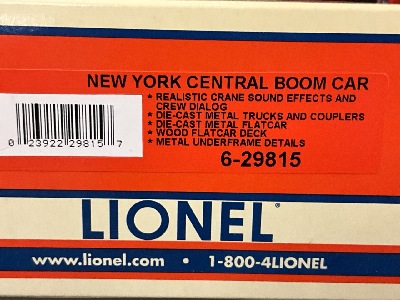 NEW YORK CENTRAL BOOM CAR
* REALISTIC CRANE SOUND EFFECTS AND
CREW DIALOG
* DIE-CAST METAL TRUCKS AND COUPLERS
* DIE-CAST METAL FLATCAR
* WOOD FLATCAR DECK
* METAL UNDERFRAME DETAILS
6-29815
0 23922 29815 7
LIONEL®
www.lionel.com • 1-800-4LIONEL